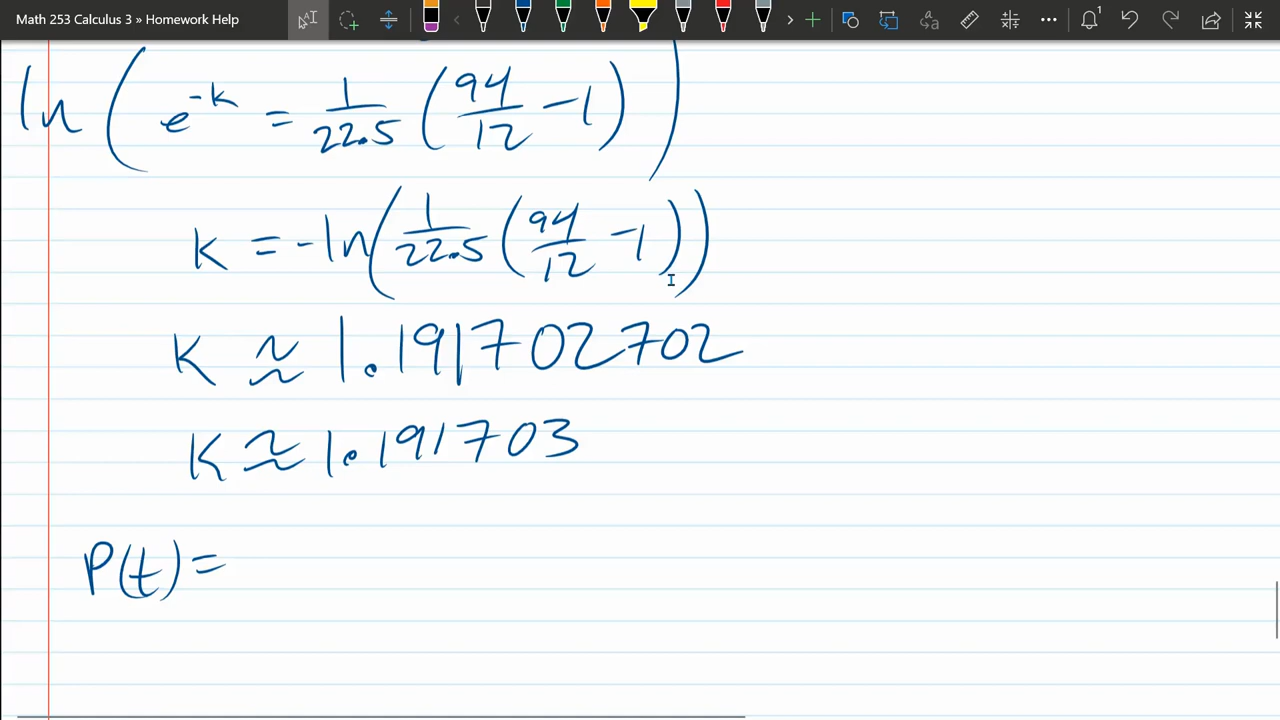 Math 253 Calculus 3 » Homework Help
ln(e^-k = 1/22.5 (94/12 - 1))
K = -ln(1/22.5 (94/12 - 1))
K ≈ 1.191702702
K ≈ 1.191703
P(t) =